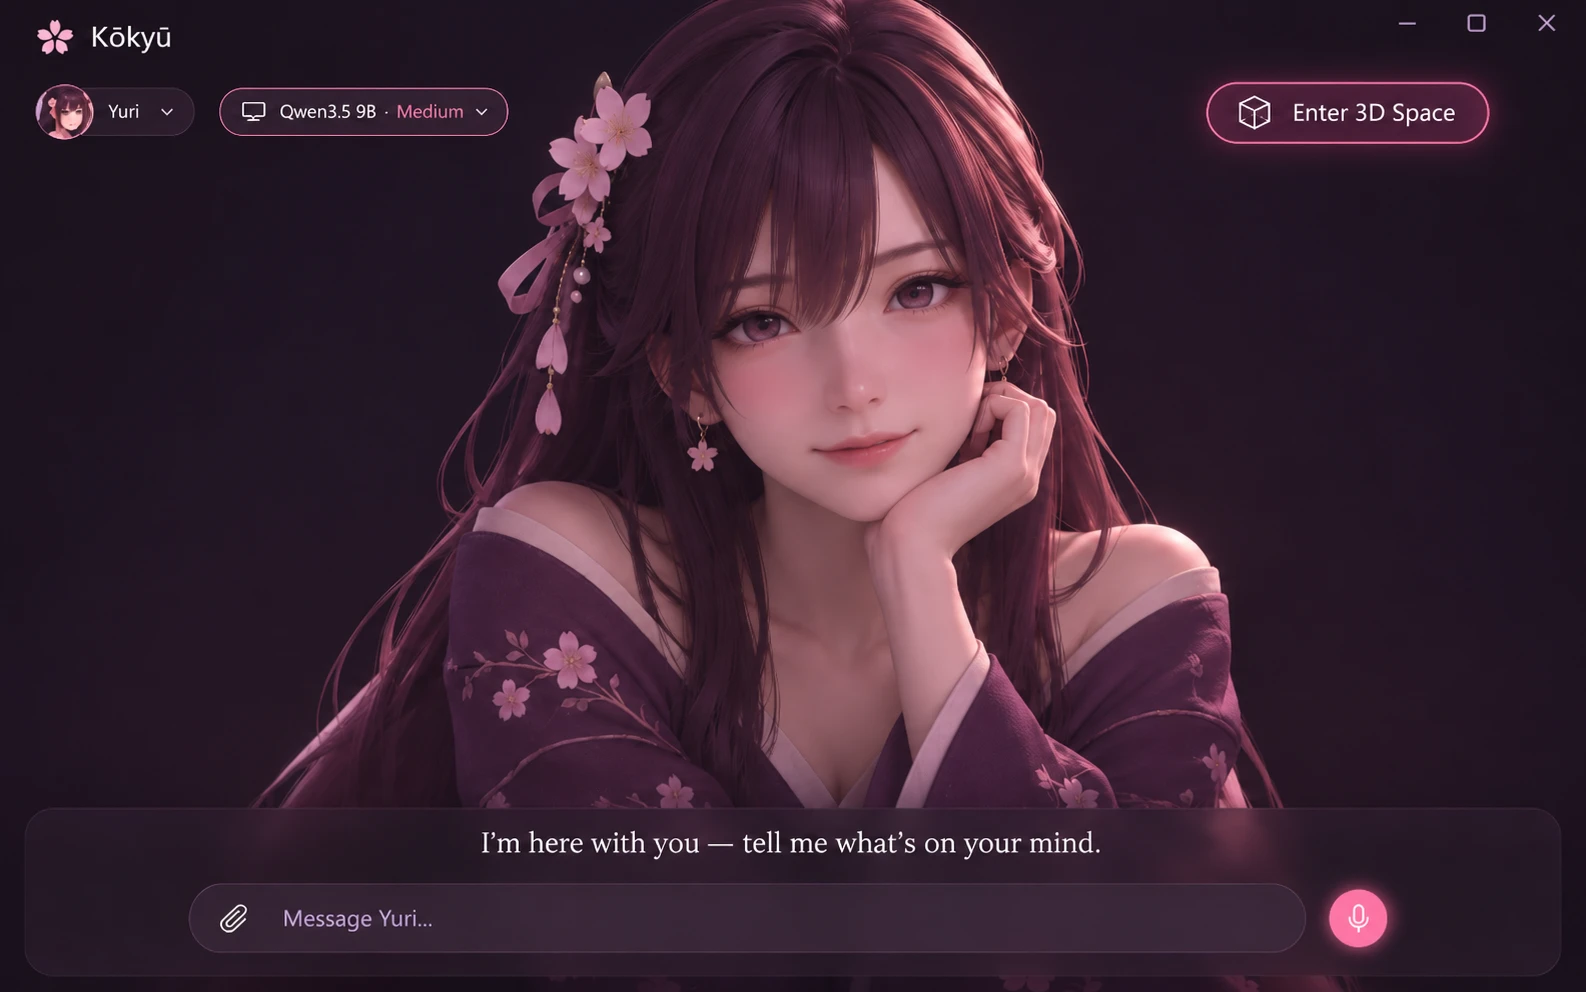 Kōkyū
Yuri
Qwen3.5 9B · Medium
Enter 3D Space
I'm here with you — tell me what's on your mind.
Message Yuri...